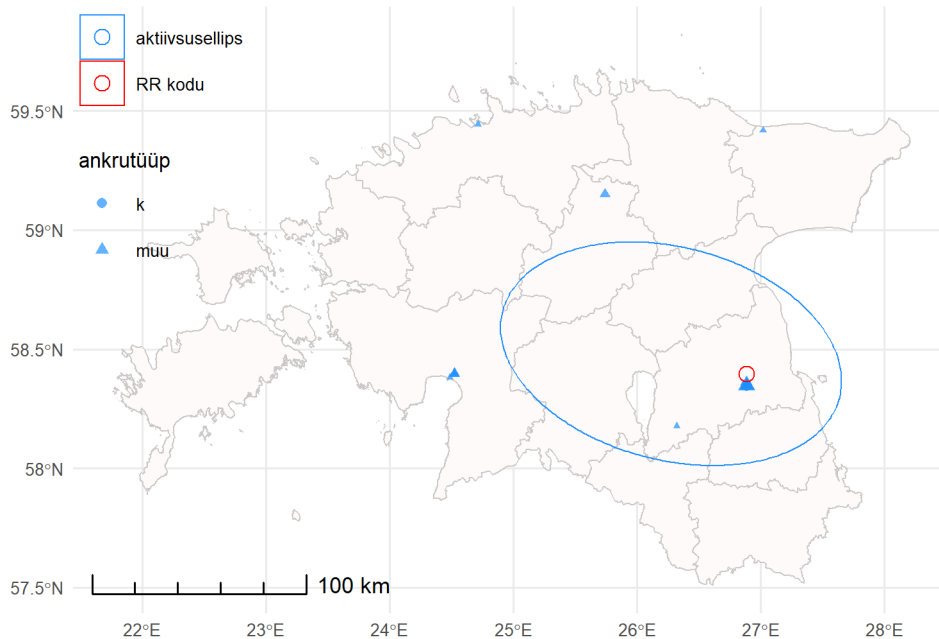 aktiivsusellips
RR kodu
ankrutüüp
k
muu
59.5°N
59°N
58.5°N
58°N
57.5°N
100 km
22°E 23°E 24°E 25°E 26°E 27°E 28°E